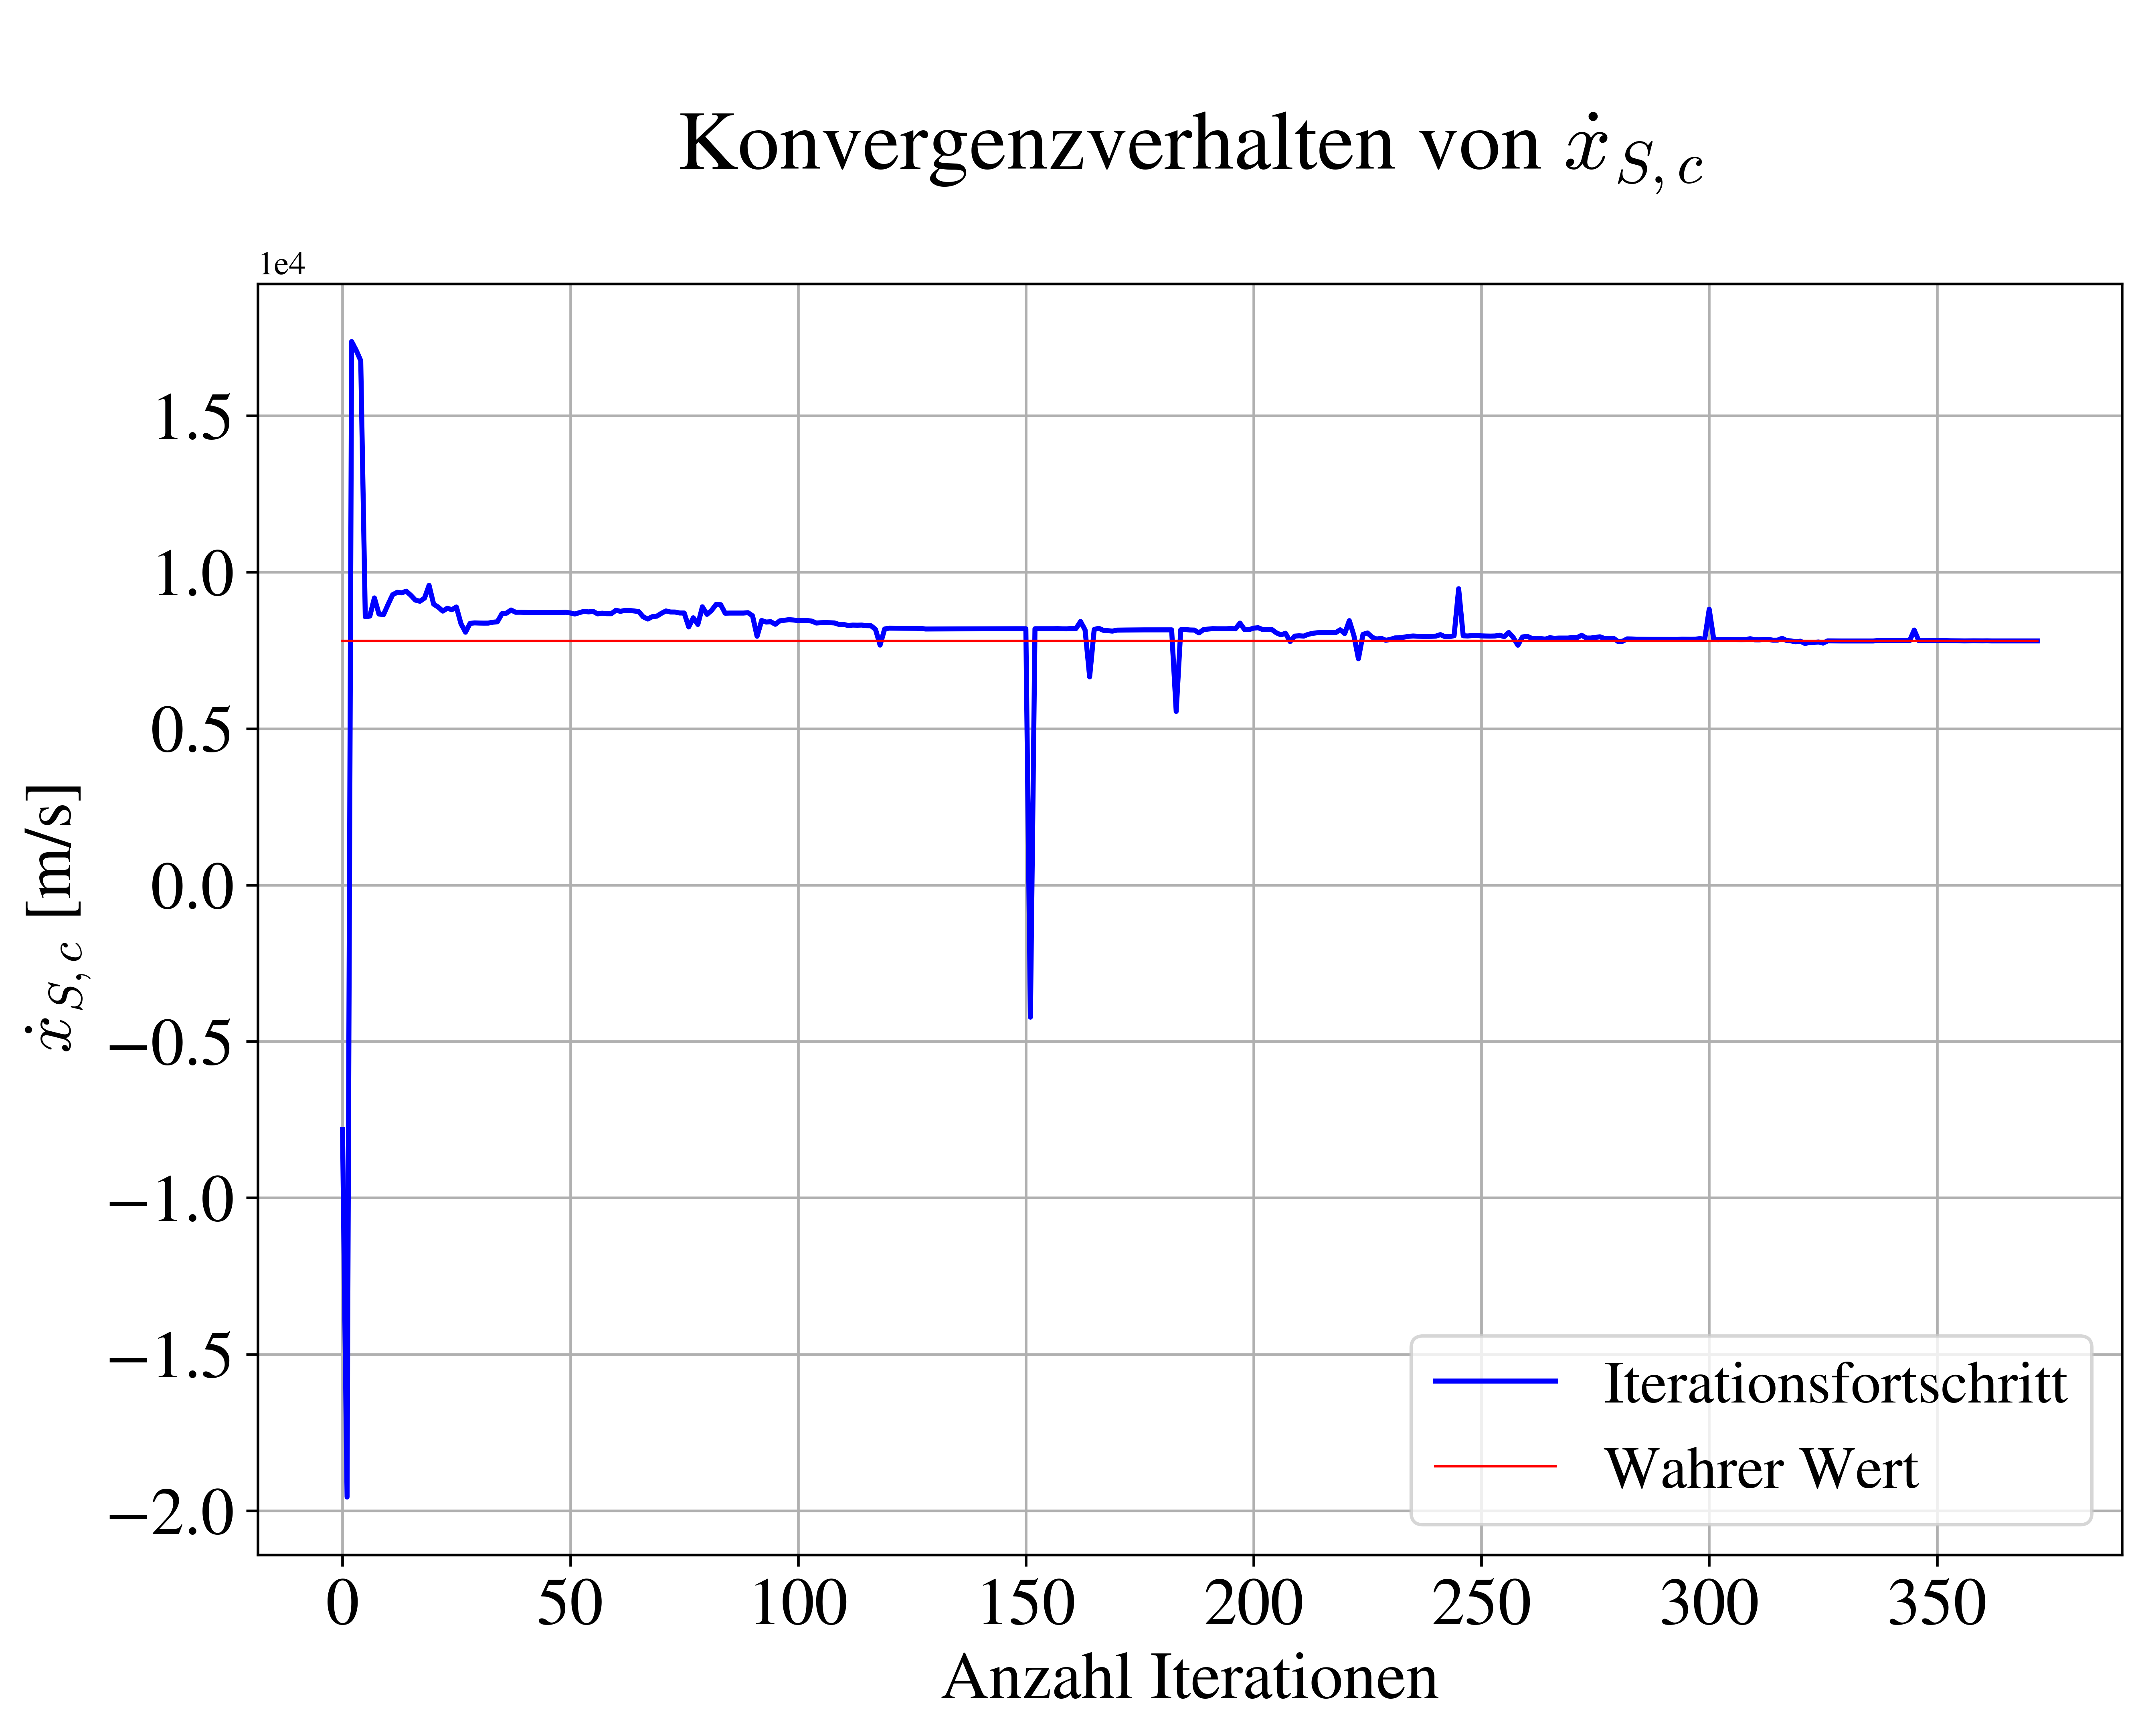 Konvergenzverhalten von ẋ_{S, c}
1e4
1.5
1.0
0.5
0.0
−0.5
−1.0
−1.5
−2.0
ẋ_{S, c} [m/s]
Iterationsfortschritt
Wahrer Wert
0 50 100 150 200 250 300 350
Anzahl Iterationen